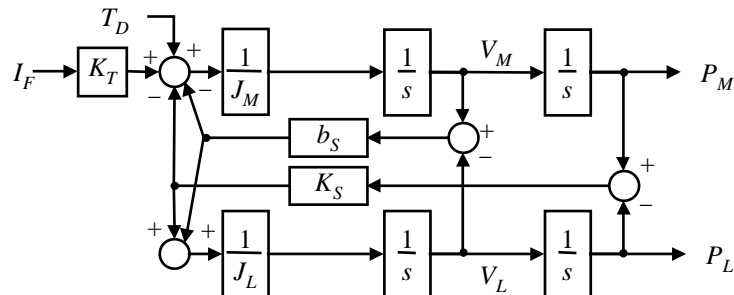 T_D
I_F K_T + + − − 1/J_M 1/s V_M 1/s P_M
b_S + −
K_S + −
+ + 1/J_L 1/s V_L 1/s P_L